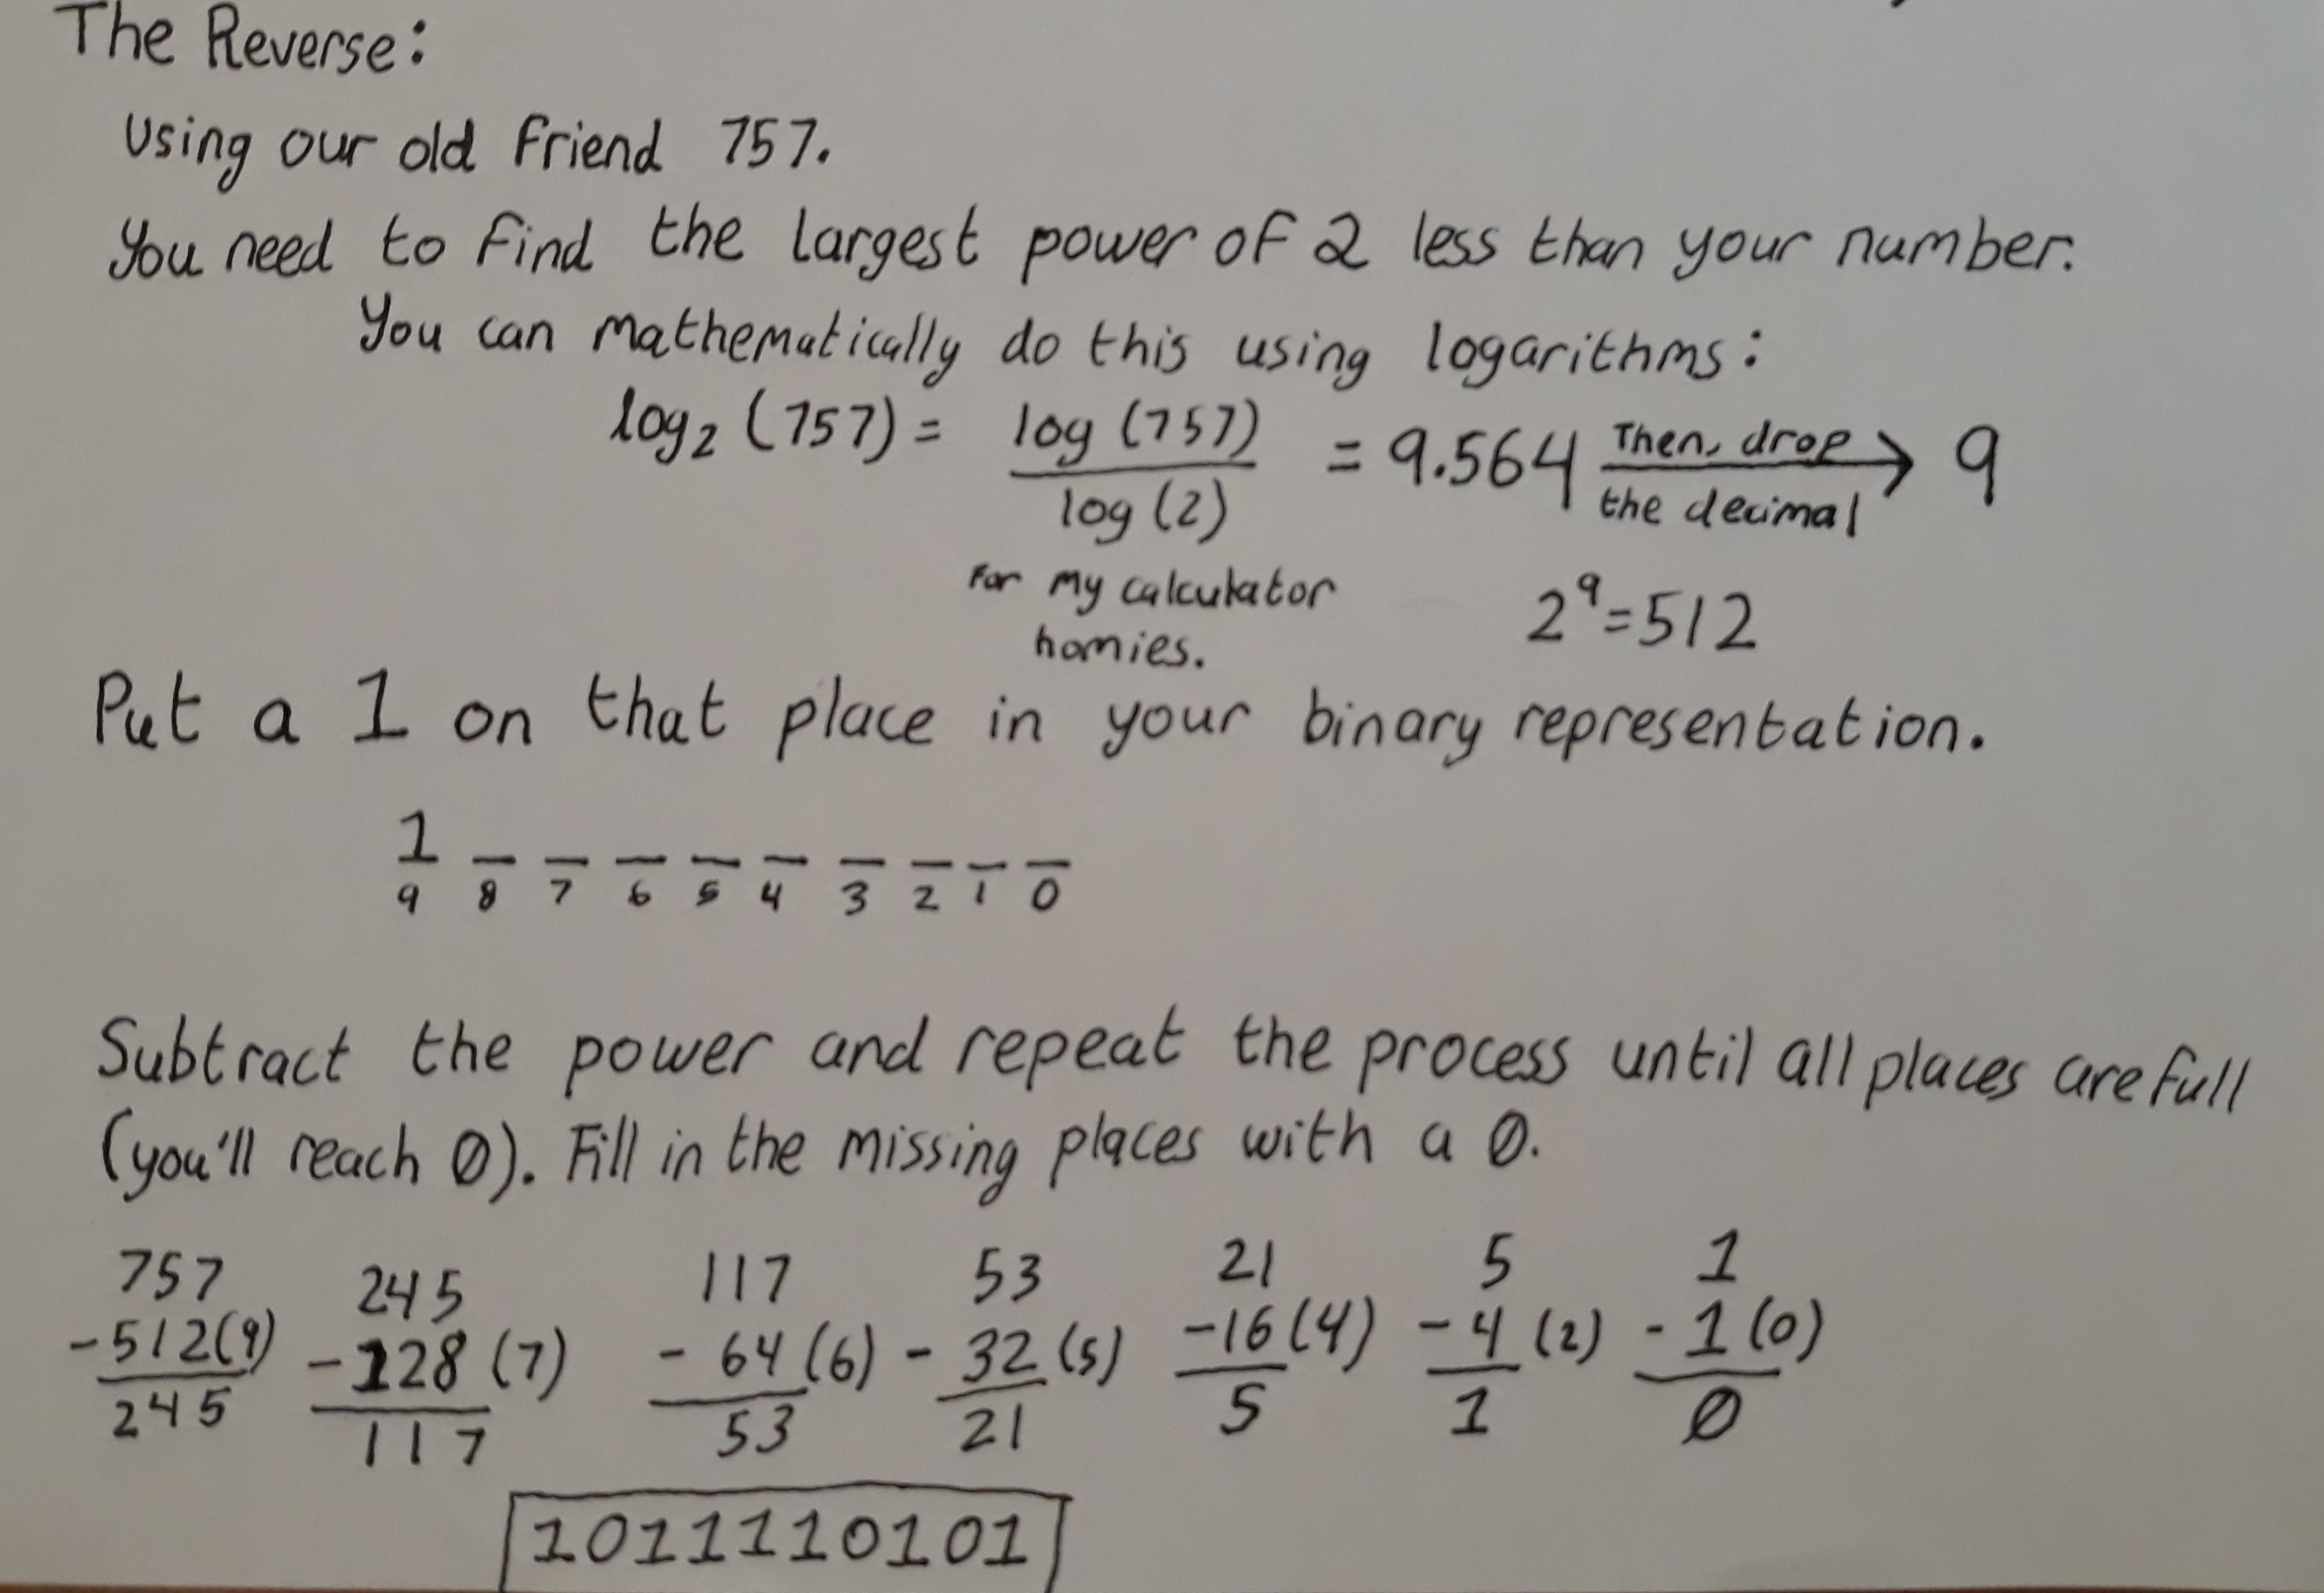 The Reverse:
Using our old friend 757.
You need to find the largest power of 2 less than your number.
You can mathematically do this using logarithms:
log₂ (757) = log (757) / log (2) = 9.564 Then, drop the decimal → 9
For my calculator
homies.
2⁹=512
Put a 1 on that place in your binary representation.
1 _ _ _ _ _ _ _ _ _
9 8 7 6 5 4 3 2 1 0
Subtract the power and repeat the process until all places are full
(you'll reach 0). Fill in the missing places with a 0.
757 245 117 53 21 5 1
-512(9) -128 (7) - 64 (6) - 32 (5) -16 (4) -4 (2) -1 (0)
245 117 53 21 5 1 0
1011110101